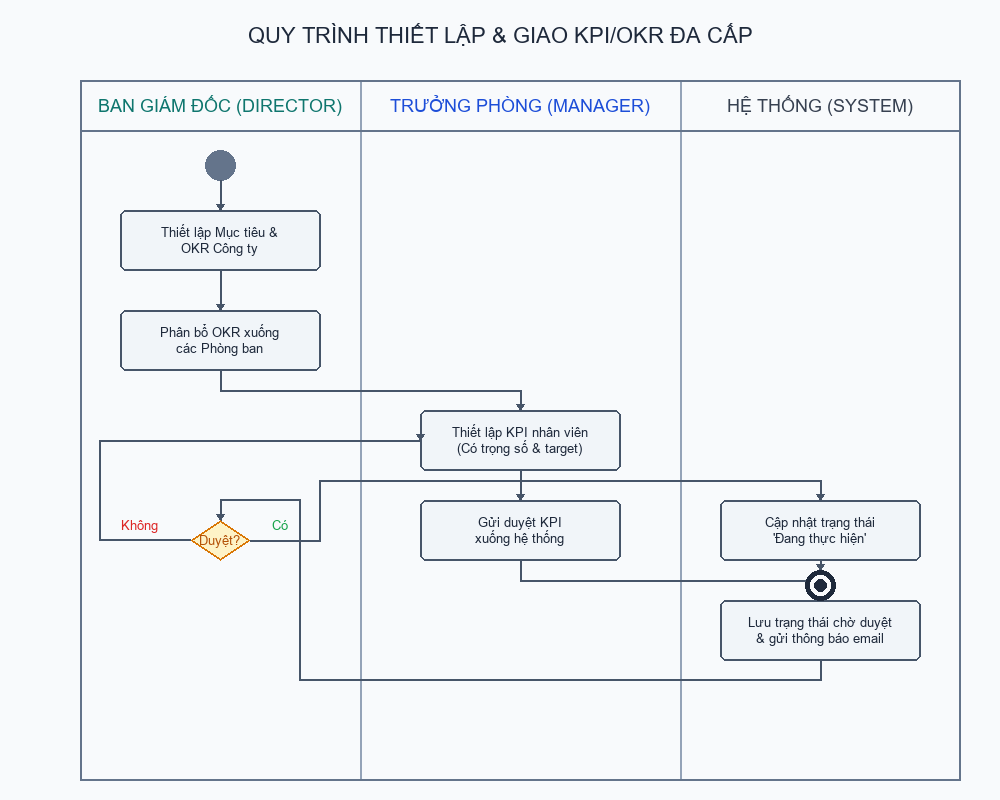 QUY TRÌNH THIẾT LẬP & GIAO KPI/OKR ĐA CẤP
BAN GIÁM ĐỐC (DIRECTOR)
TRƯỞNG PHÒNG (MANAGER)
HỆ THỐNG (SYSTEM)
Thiết lập Mục tiêu &
OKR Công ty
Phân bổ OKR xuống
các Phòng ban
Thiết lập KPI nhân viên
(Có trọng số & target)
Không
Duyệt?
Có
Gửi duyệt KPI
xuống hệ thống
Cập nhật trạng thái
'Đang thực hiện'
Lưu trạng thái chờ duyệt
& gửi thông báo email